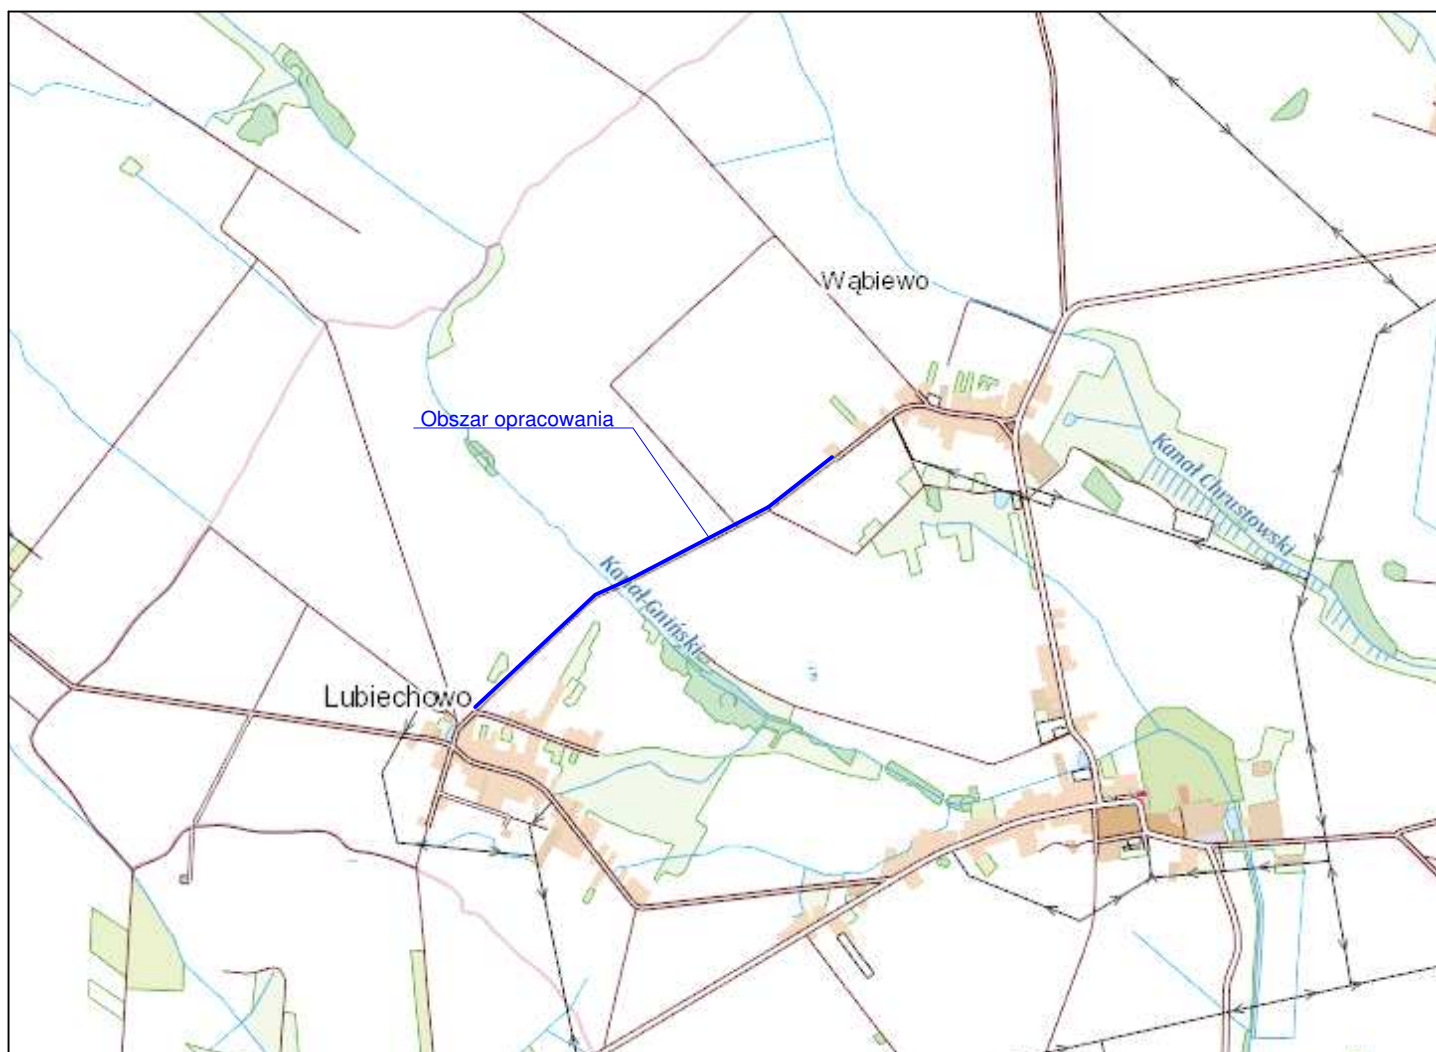 Wąbiewo
Obszar opracowania
Kanał Chrustowski
Kanał Gniński
Lubiechowo